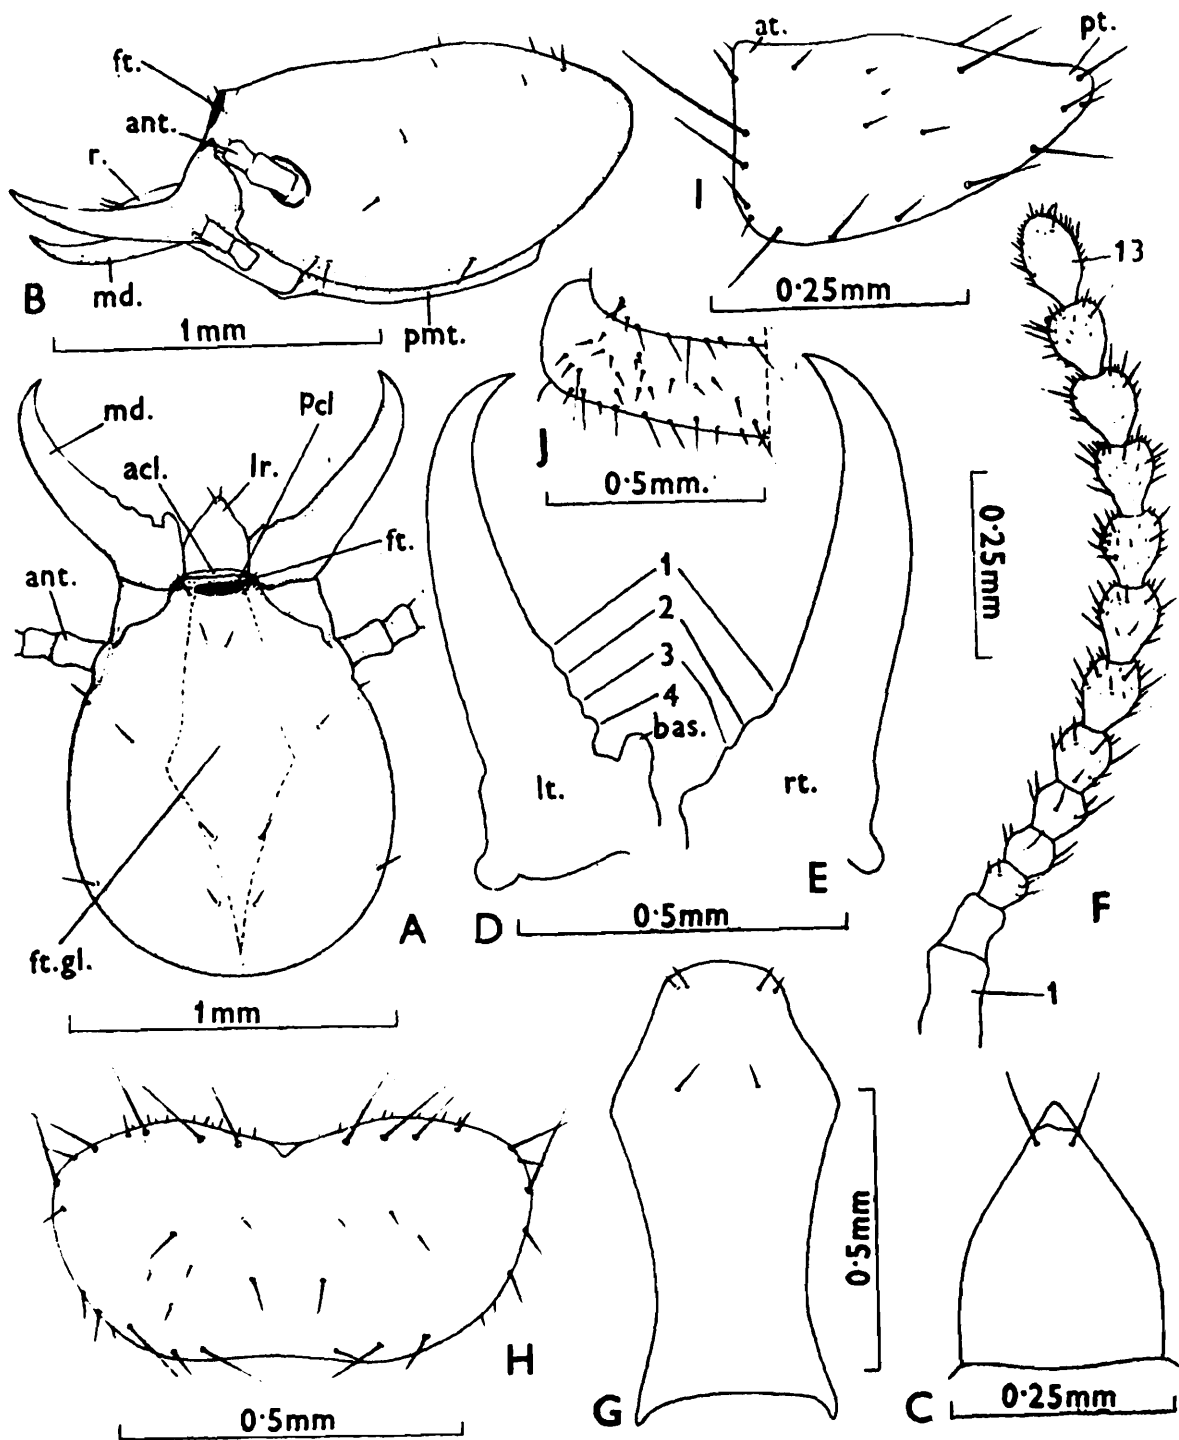 ft.
ant.
r.
B
md.
1mm
pmt.
at.
pt.
I
0·25mm
13
J
0·5mm.
md.
acl.
lr.
pcl
ft.
ant.
A
ft.gl.
1mm
1
2
3
4
bas.
lt.
rt.
D
E
0·5mm
0·25mm
F
1
H
0·5mm
G
0·5mm
C
0·25mm